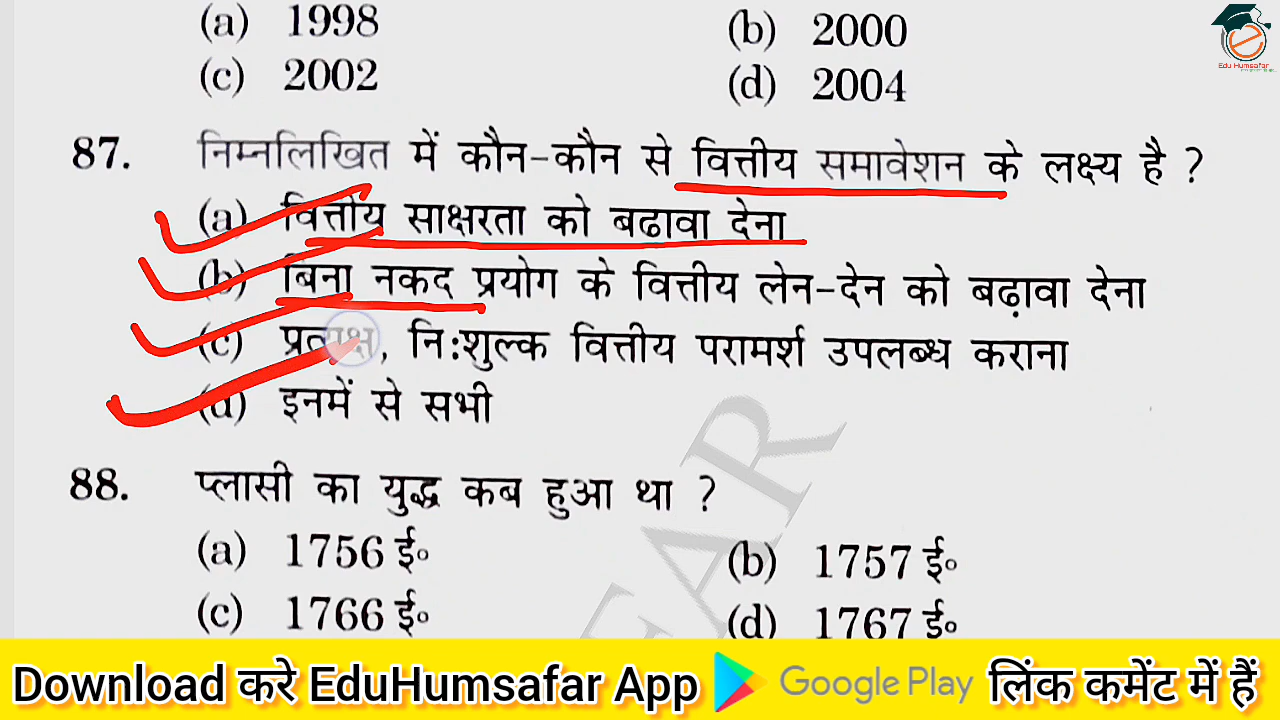 (a) 1998 (b) 2000
(c) 2002 (d) 2004
Edu Humsafar
87. निम्नलिखित में कौन-कौन से वित्तीय समावेशन के लक्ष्य है ?
(a) वित्तीय साक्षरता को बढावा देना
(b) बिना नकद प्रयोग के वित्तीय लेन-देन को बढ़ावा देना
(c) प्रत्यक्ष, नि:शुल्क वित्तीय परामर्श उपलब्ध कराना
(d) इनमें से सभी
88. प्लासी का युद्ध कब हुआ था ?
(a) 1756 ई० (b) 1757 ई०
(c) 1766 ई० (d) 1767 ई०
Download करे EduHumsafar App Google Play लिंक कमेंट में हैं